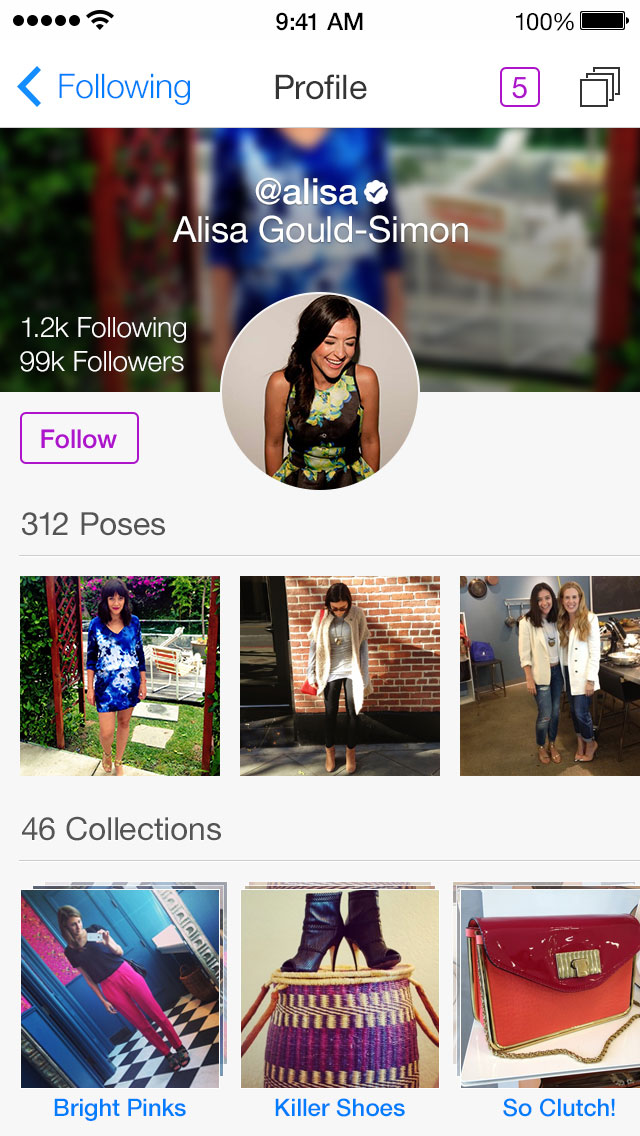 9:41 AM 100%
Following Profile 5
@alisa
Alisa Gould-Simon
1.2k Following
99k Followers
Follow
312 Poses
46 Collections
Bright Pinks Killer Shoes So Clutch!